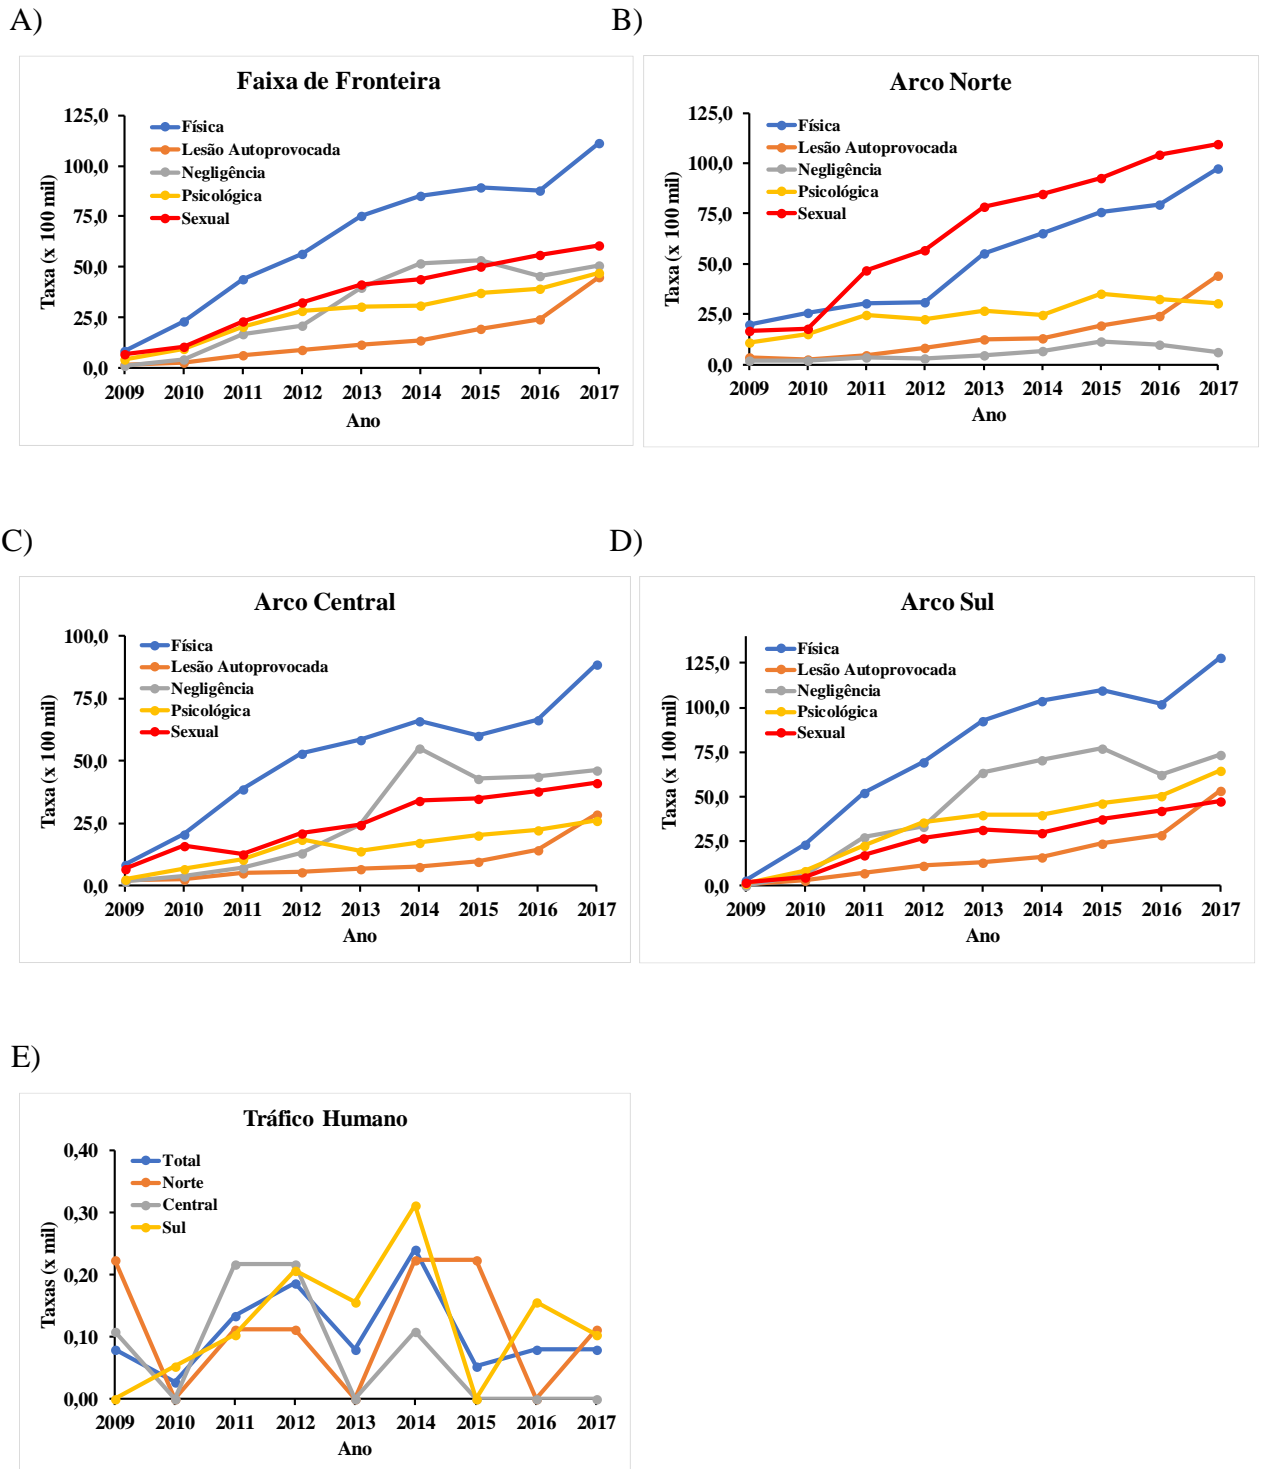 A)
Faixa de Fronteira
125,0
100,0
75,0
50,0
25,0
0,0
Taxa (x 100 mil)
Física
Lesão Autoprovocada
Negligência
Psicológica
Sexual
2009 2010 2011 2012 2013 2014 2015 2016 2017
Ano
B)
Arco Norte
125,0
100,0
75,0
50,0
25,0
0,0
Taxa (x 100 mil)
Física
Lesão Autoprovocada
Negligência
Psicológica
Sexual
2009 2010 2011 2012 2013 2014 2015 2016 2017
Ano
C)
Arco Central
100,0
75,0
50,0
25,0
0,0
Taxa (x 100 mil)
Física
Lesão Autoprovocada
Negligência
Psicológica
Sexual
2009 2010 2011 2012 2013 2014 2015 2016 2017
Ano
D)
Arco Sul
125,0
100,0
75,0
50,0
25,0
0,0
Taxa (x 100 mil)
Física
Lesão Autoprovocada
Negligência
Psicológica
Sexual
2009 2010 2011 2012 2013 2014 2015 2016 2017
Ano
E)
Tráfico Humano
0,40
0,30
0,20
0,10
0,00
Taxas (x mil)
Total
Norte
Central
Sul
2009 2010 2011 2012 2013 2014 2015 2016 2017
Ano